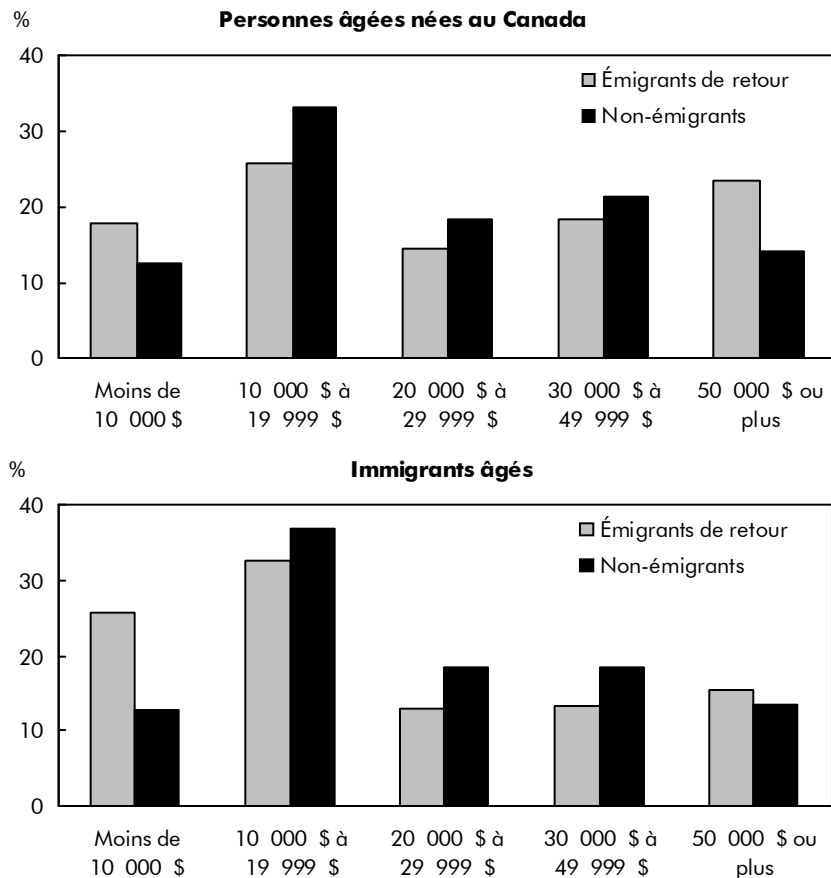 % Personnes âgées nées au Canada
40
Émigrants de retour
Non-émigrants
30
20
10
0
Moins de 10 000 $ à 20 000 $ à 30 000 $ à 50 000 $ ou
10 000 $ 19 999 $ 29 999 $ 49 999 $ plus
% Immigrants âgés
40
Émigrants de retour
Non-émigrants
30
20
10
0
Moins de 10 000 $ à 20 000 $ à 30 000 $ à 50 000 $ ou
10 000 $ 19 999 $ 29 999 $ 49 999 $ plus